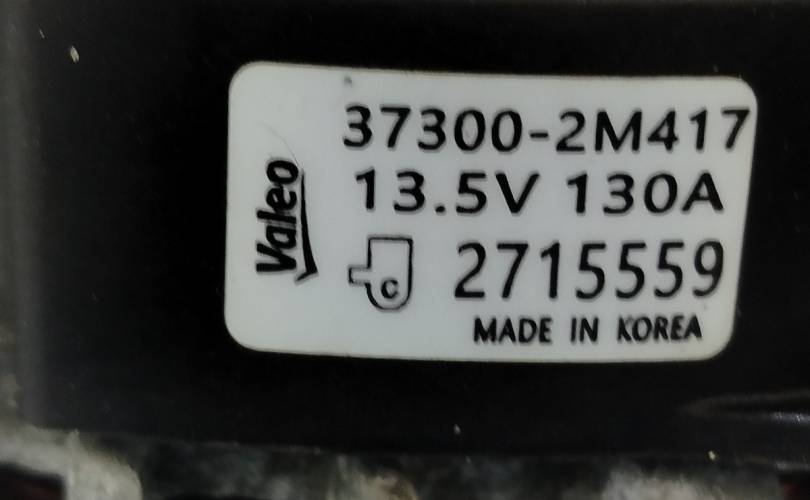 Valeo
37300-2M417
13.5V 130A
C 2715559
MADE IN KOREA